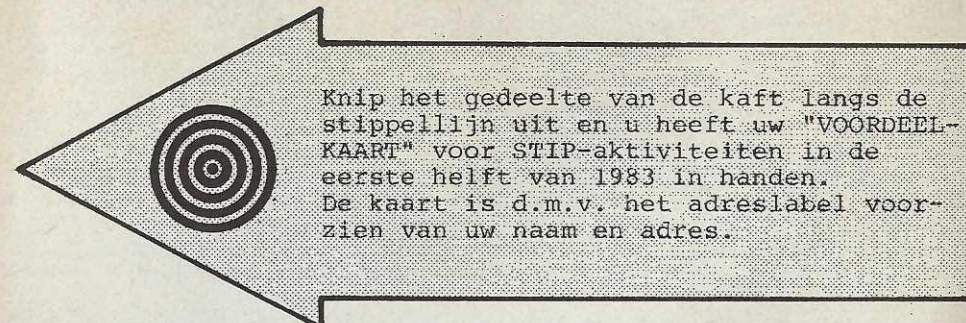 Knip het gedeelte van de kaft langs de
stippellijn uit en u heeft uw "VOORDEEL-
KAART" voor STIP-aktiviteiten in de
eerste helft van 1983 in handen.
De kaart is d.m.v. het adreslabel voor-
zien van uw naam en adres.